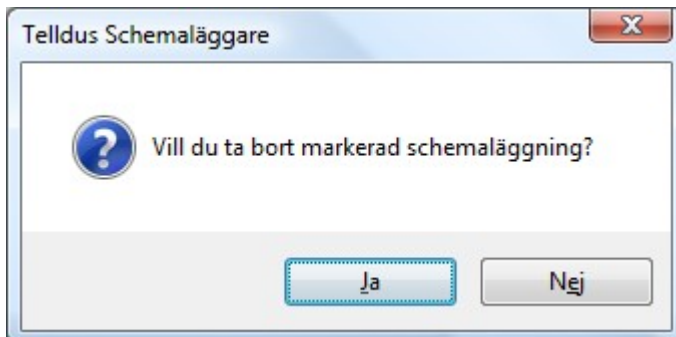 Telldus Schemaläggare
Vill du ta bort markerad schemaläggning?
Ja
Nej